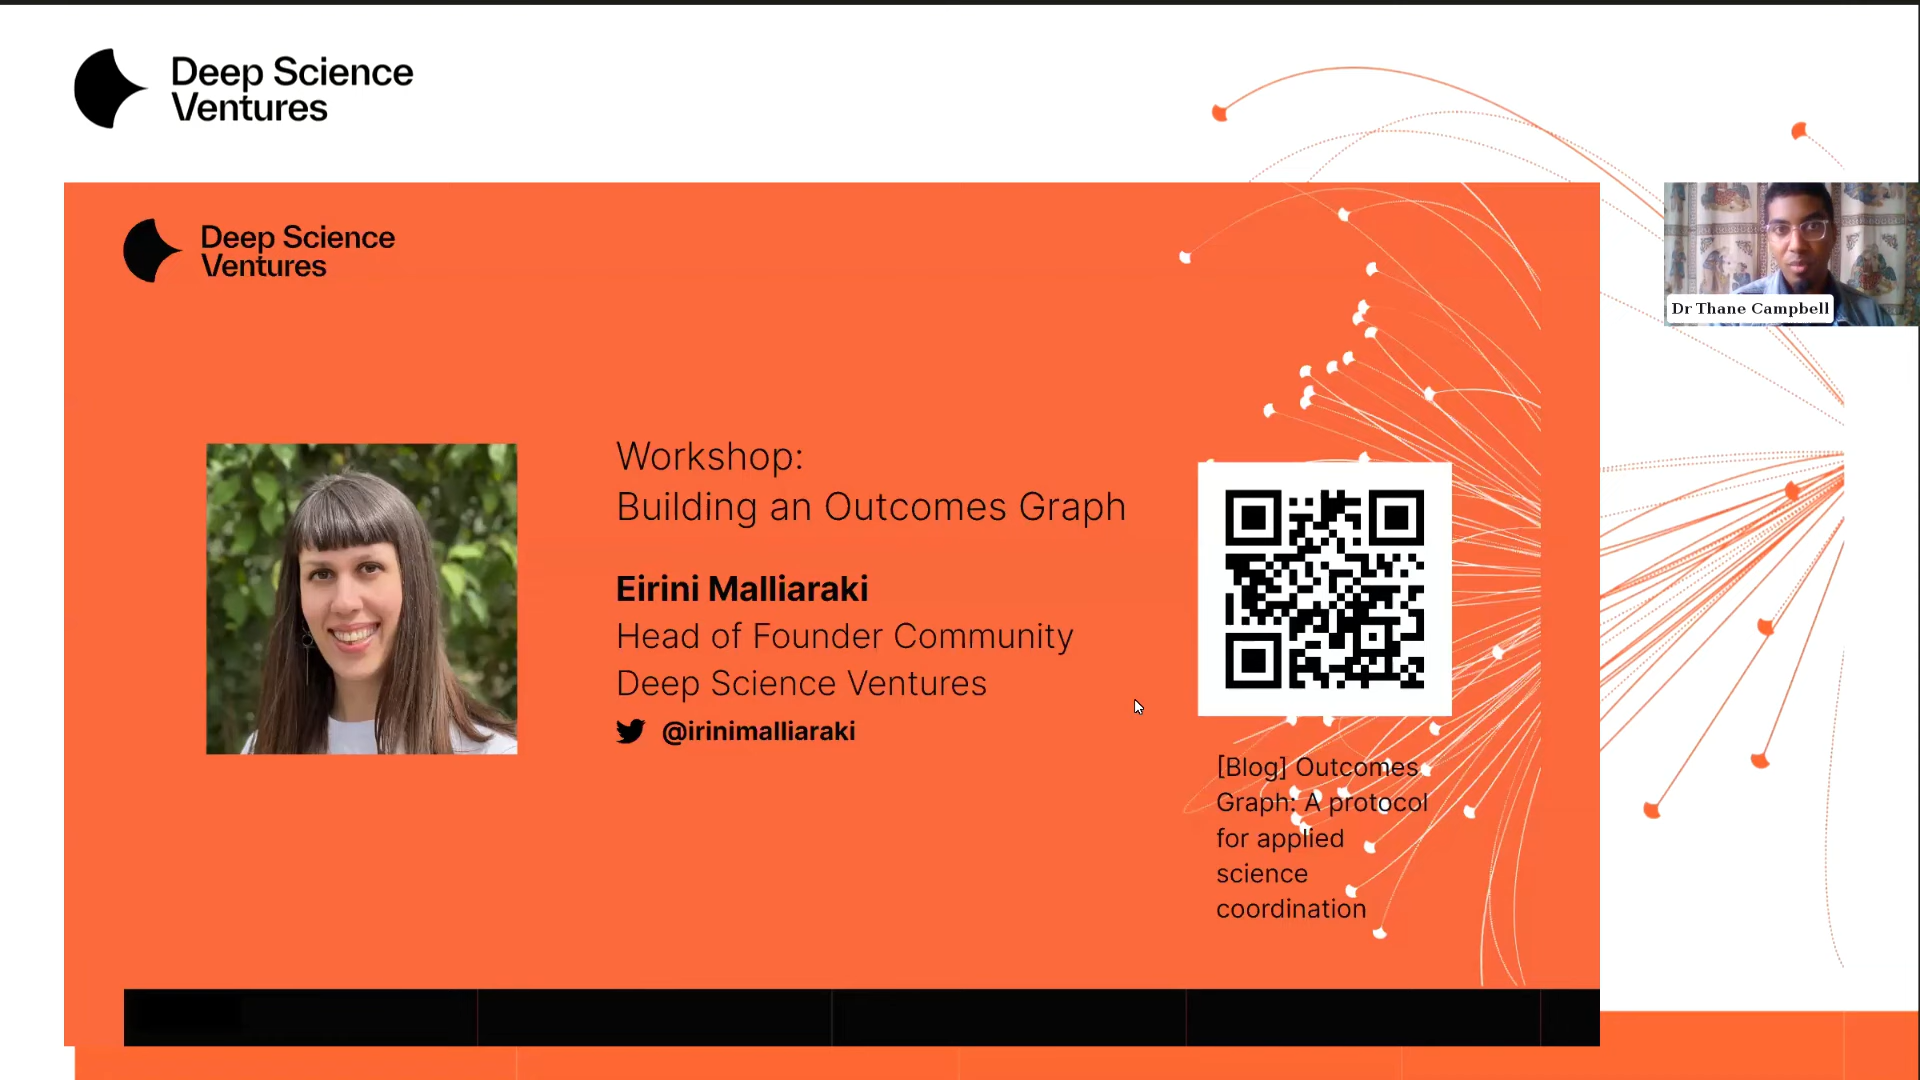 Deep Science
Ventures
Deep Science
Ventures
Dr Thane Campbell
Workshop:
Building an Outcomes Graph
Eirini Malliaraki
Head of Founder Community
Deep Science Ventures
@irinimalliaraki
[Blog] Outcomes
Graph: A protocol
for applied
science
coordination